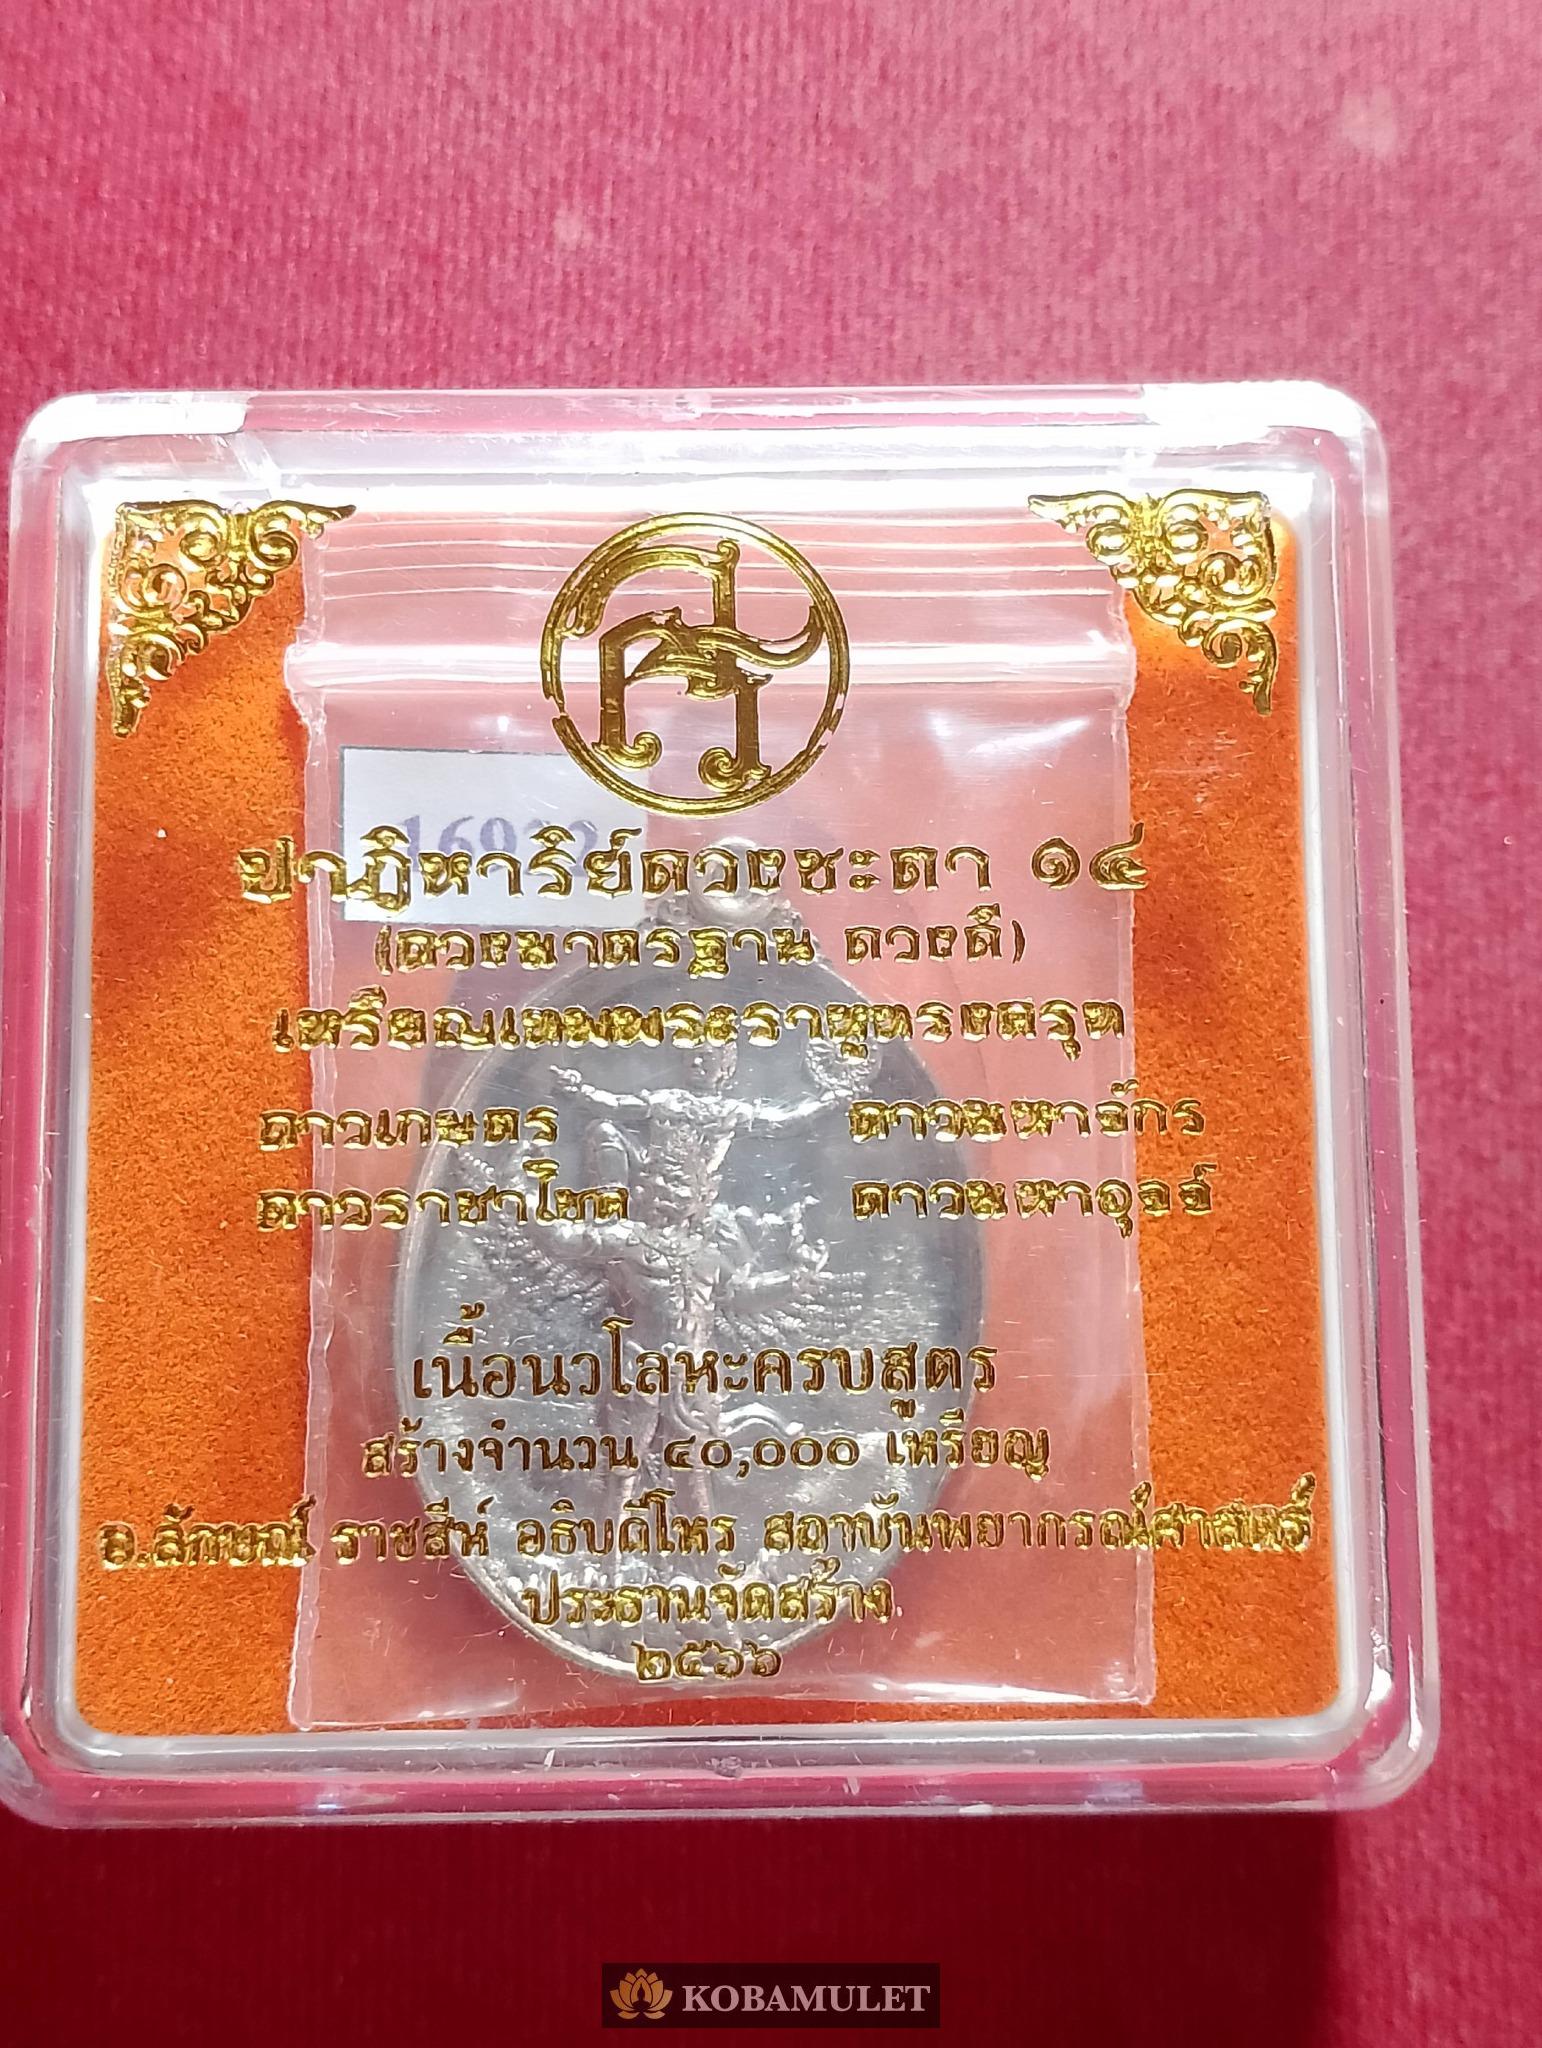 ปาฏิหาริย์ดวงชะตา ๑๔
(ดวงมาตรฐาน ดวงดี)
เหรียญเทพพระราหูทรงครุฑ
ดาวเกษตร ดาวมหาจักร
ดาวราชาโชค ดาวมหาอุจจ์
เนื้อนวโลหะครบสูตร
สร้างจำนวน ๔๐,๐๐๐ เหรียญ
อ.ลักษณ์ ราชสีห์ อธิบดีโหร สถาบันพยากรณ์ศาสตร์
ประธานจัดสร้าง
๒๕๖๖
KOBAMULET